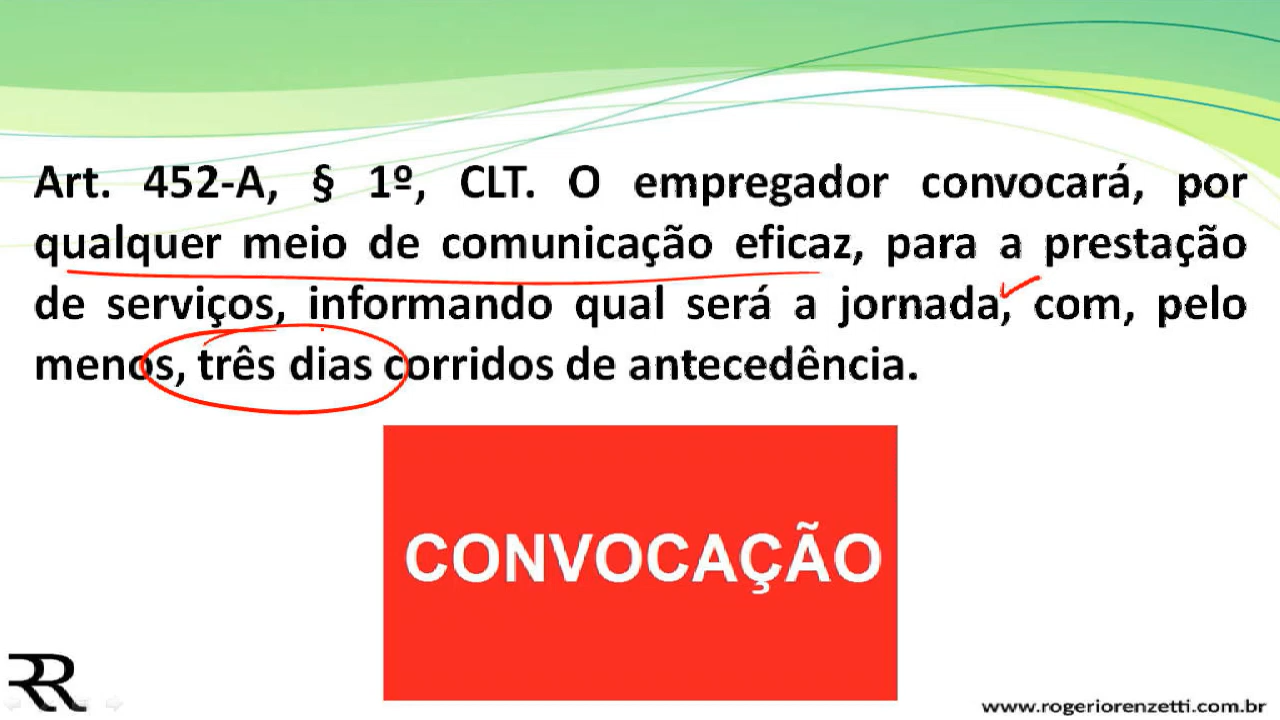 Art. 452-A, § 1º, CLT. O empregador convocará, por
qualquer meio de comunicação eficaz, para a prestação
de serviços, informando qual será a jornada, com, pelo
menos, três dias corridos de antecedência.
CONVOCAÇÃO
RR
www.rogeriorenzetti.com.br